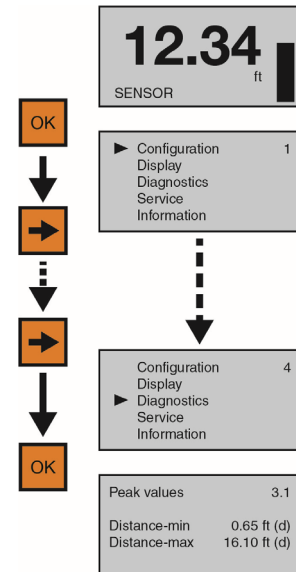 12.34
ft
SENSOR
OK
Configuration 1
Display
Diagnostics
Service
Information
Configuration 4
Display
Diagnostics
Service
Information
OK
Peak values 3.1
Distance-min 0.65 ft (d)
Distance-max 16.10 ft (d)